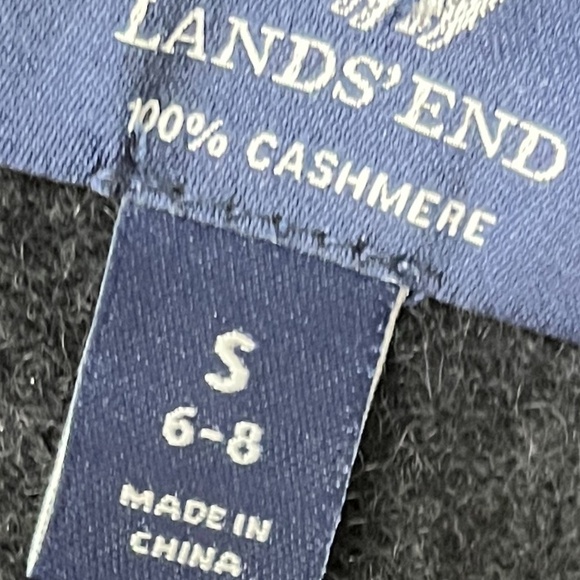 LANDS' END
100% CASHMERE
S
6-8
MADE IN
CHINA